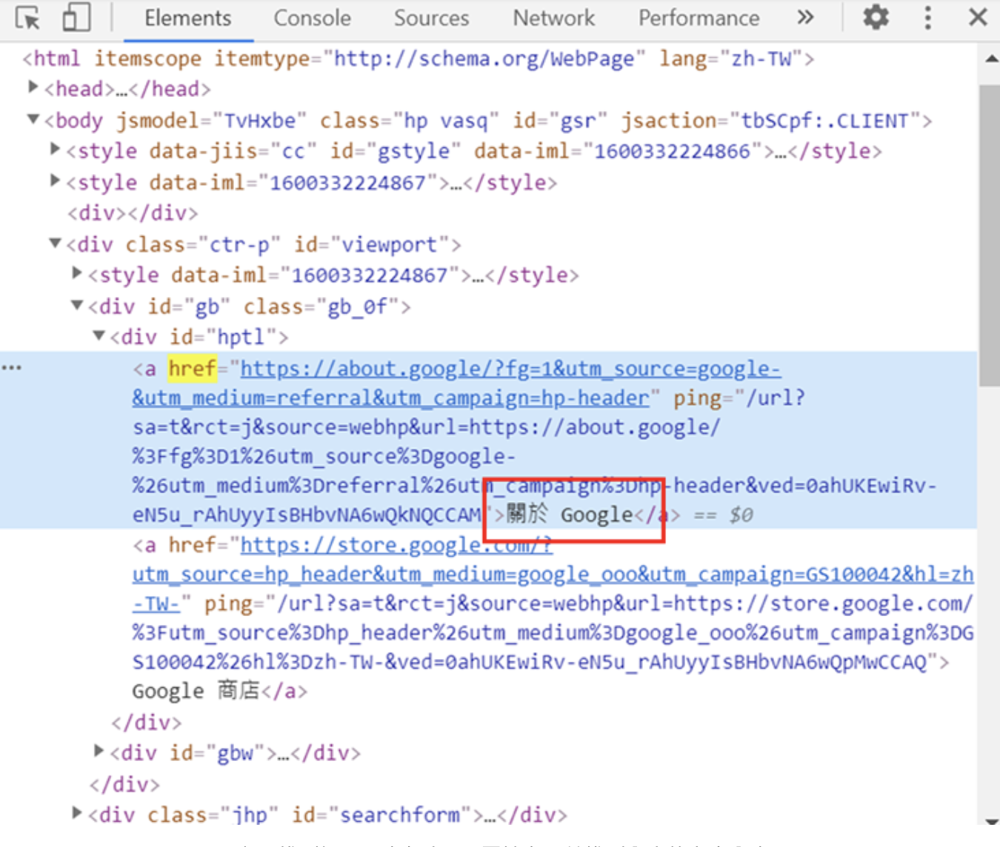 Elements Console Sources Network Performance »
<html itemscope itemtype="http://schema.org/WebPage" lang="zh-TW">
<head>…</head>
<body jsmodel="TvHxbe" class="hp vasq" id="gsr" jsaction="tbSCpf:.CLIENT">
<style data-jiis="cc" id="gstyle" data-iml="1600332224866">…</style>
<style data-iml="1600332224867">…</style>
<div></div>
<div class="ctr-p" id="viewport">
<style data-iml="1600332224867">…</style>
<div id="gb" class="gb_0f">
<div id="hptl">
<a href="https://about.google/?fg=1&utm_source=google-
&utm_medium=referral&utm_campaign=hp-header" ping="/url?
sa=t&rct=j&source=webhp&url=https://about.google/
%3Ffg%3D1%26utm_source%3Dgoogle-
%26utm_medium%3Dreferral%26utm_campaign%3Dhp-header&ved=0ahUKEwiRv-
eN5u_rAhUyyIsBHbvNA6wQkNQCCAM">關於 Google</a> == $0
<a href="https://store.google.com/?
utm_source=hp_header&utm_medium=google_ooo&utm_campaign=GS100042&hl=zh
-TW-" ping="/url?sa=t&rct=j&source=webhp&url=https://store.google.com/
%3Futm_source%3Dhp_header%26utm_medium%3Dgoogle_ooo%26utm_campaign%3DG
S100042%26hl%3Dzh-TW-&ved=0ahUKEwiRv-eN5u_rAhUyyIsBHbvNA6wQpMwCCAQ">
Google 商店</a>
</div>
<div id="gbw">…</div>
</div>
<div class="jhp" id="searchform">…</div>